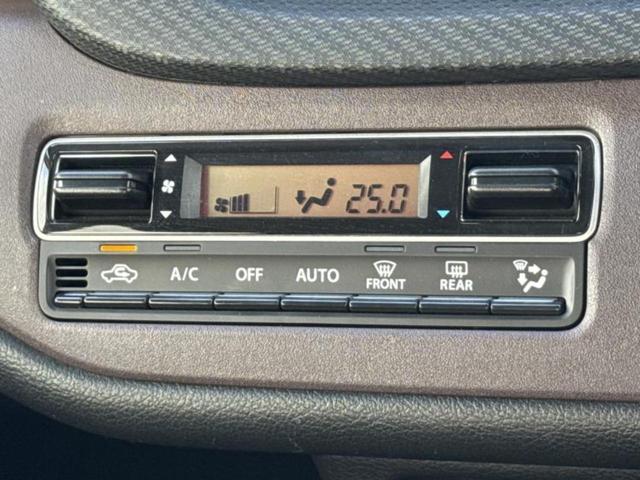 25.0
A/C OFF AUTO FRONT REAR